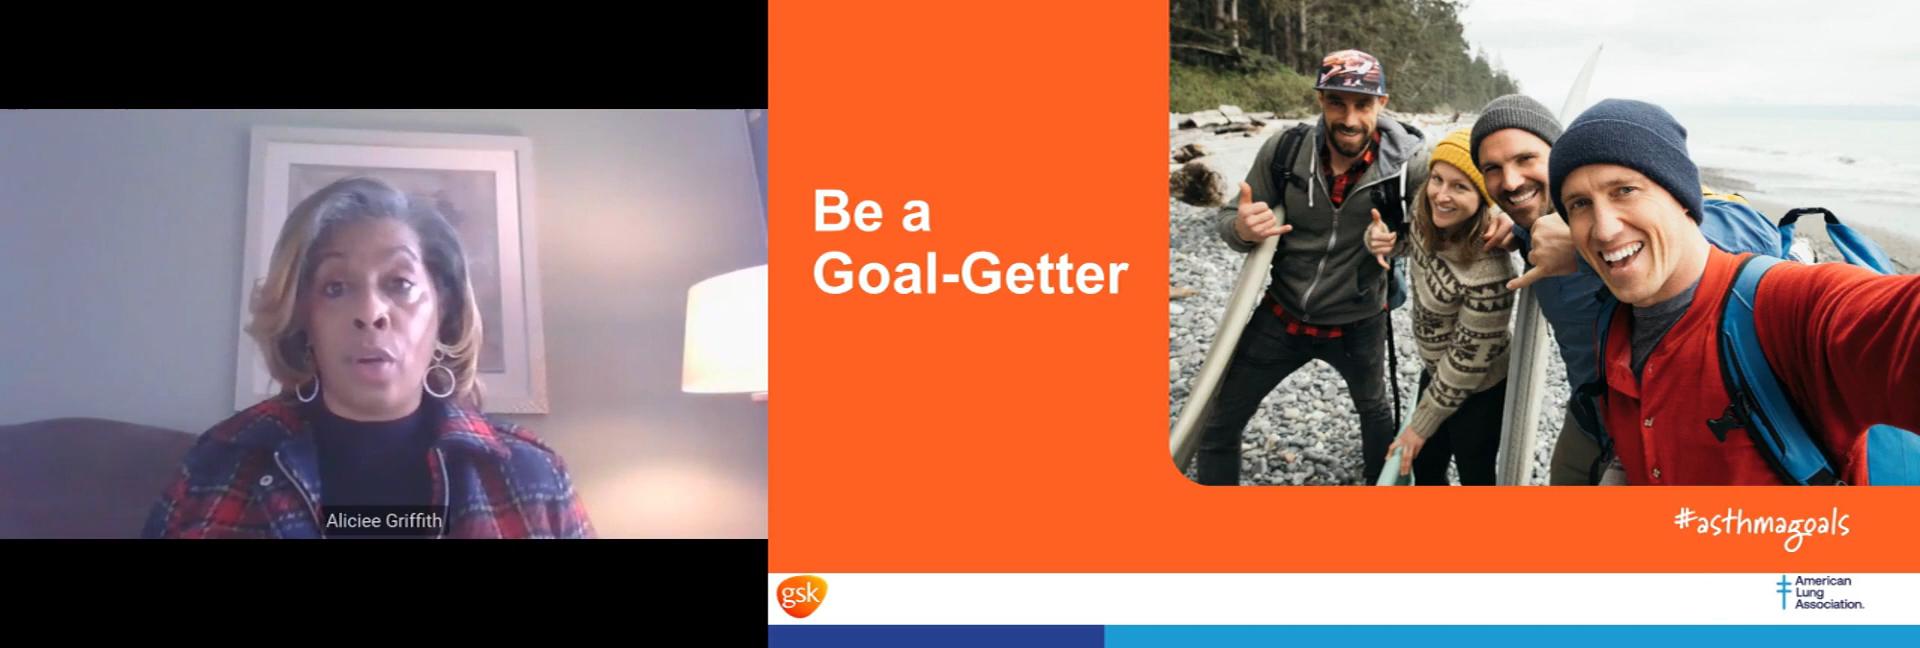 Aliciee Griffith
Be a
Goal-Getter
#asthmagoals
gsk
American
Lung
Association.